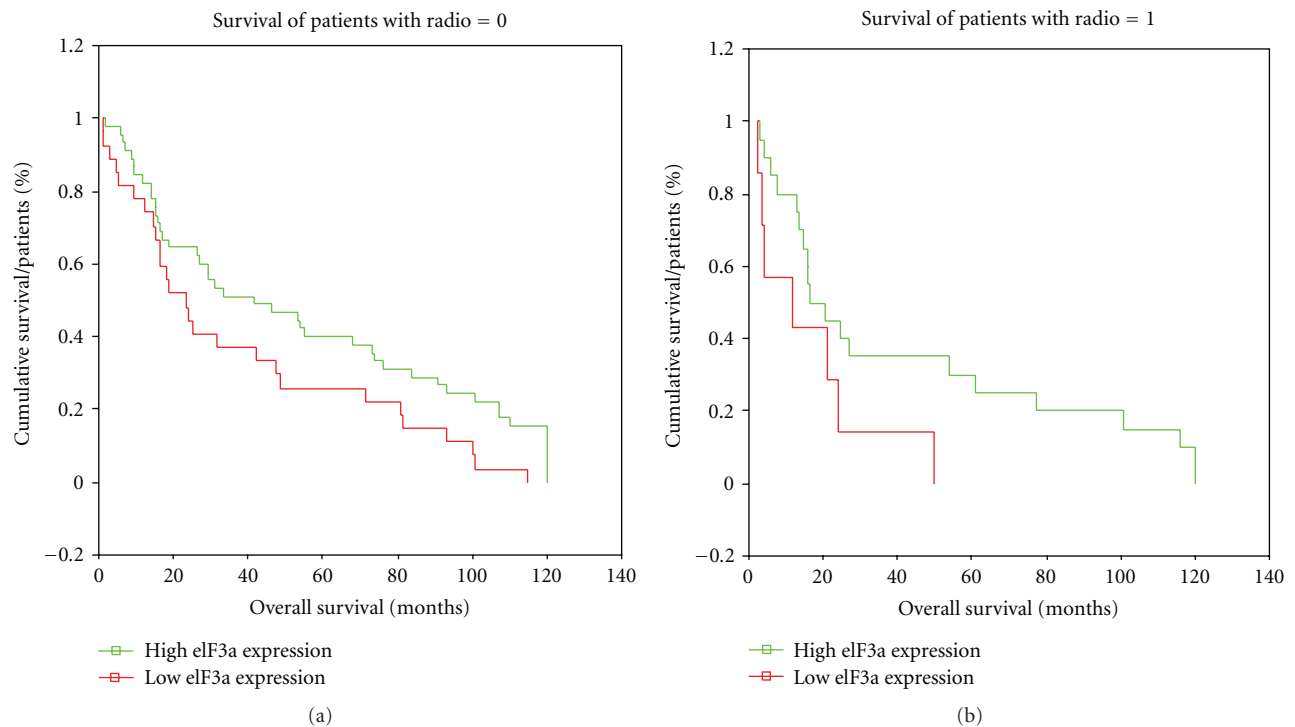 Survival of patients with radio = 0
1.2
1
0.8
0.6
0.4
0.2
0
−0.2
0 20 40 60 80 100 120 140
Cumulative survival/patients (%)
Overall survival (months)
High elF3a expression
Low elF3a expression
(a)
Survival of patients with radio = 1
1.2
1
0.8
0.6
0.4
0.2
0
−0.2
0 20 40 60 80 100 120 140
Cumulative survival/patients (%)
Overall survival (months)
High elF3a expression
Low elF3a expression
(b)